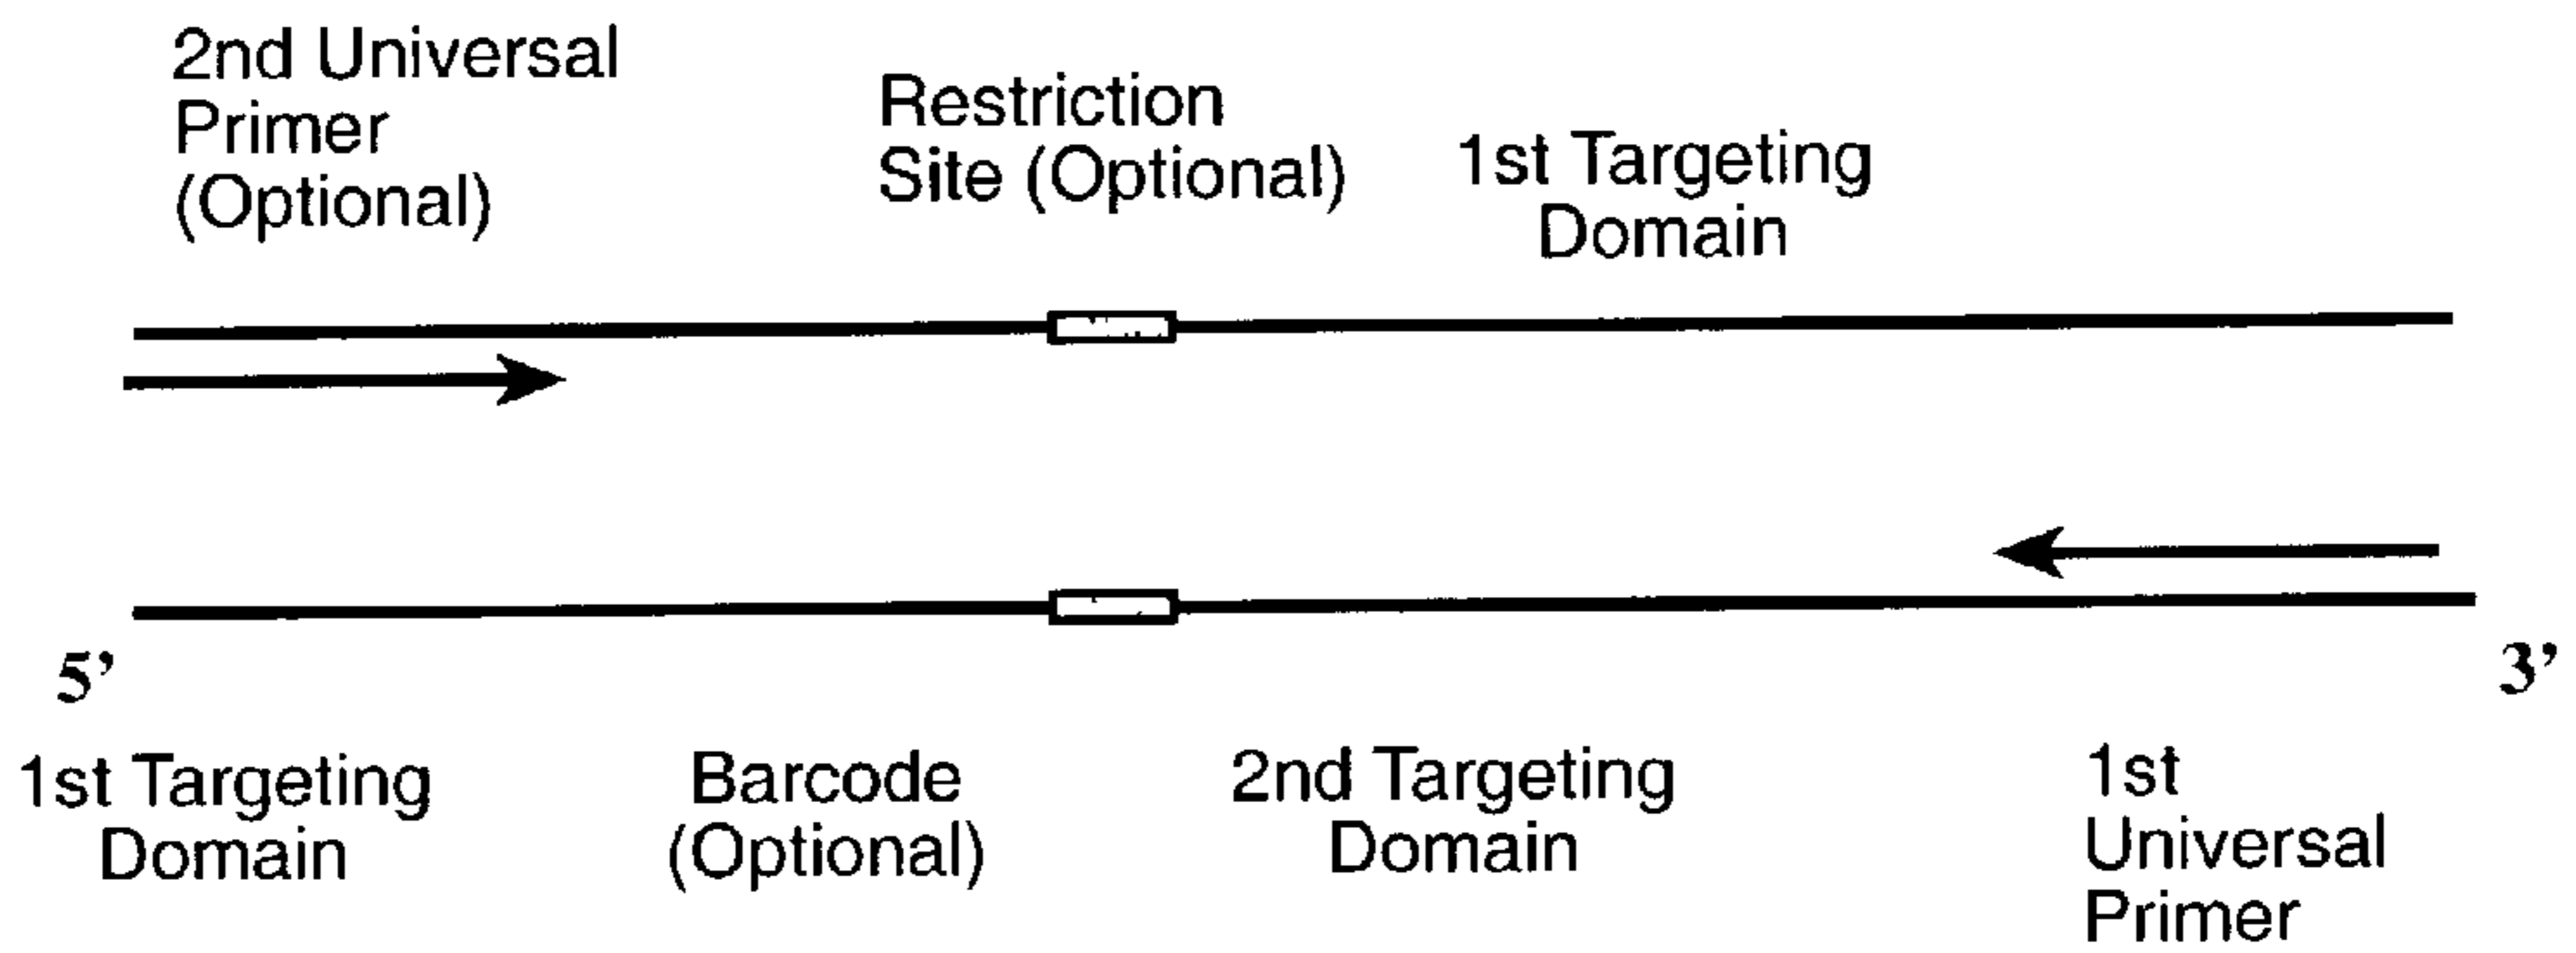 2nd Universal
Primer
(Optional)
Restriction
Site (Optional)
1st Targeting
Domain
5’
3’
1st Targeting
Domain
Barcode
(Optional)
2nd Targeting
Domain
1st
Universal
Primer